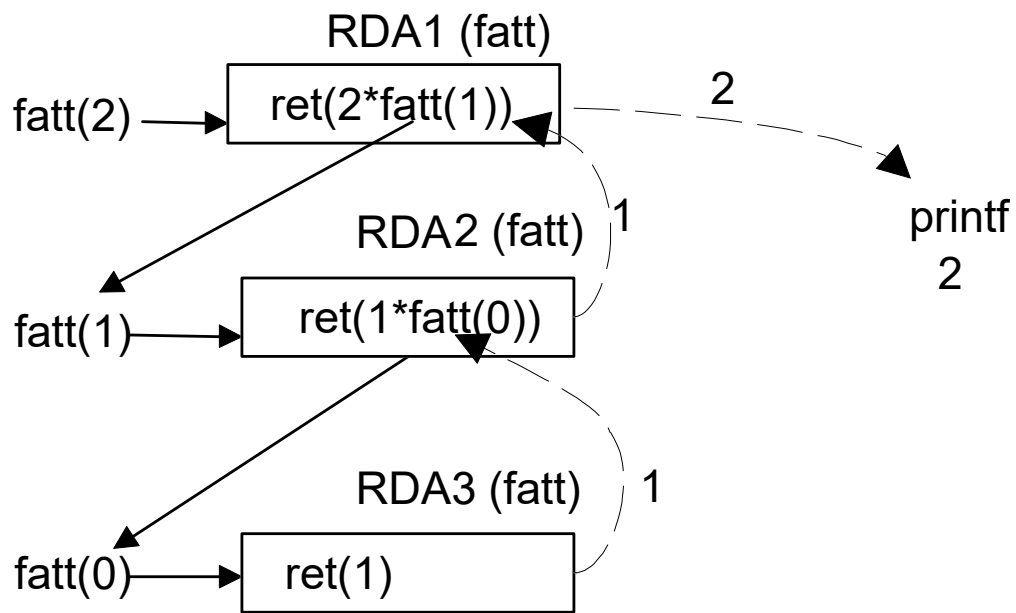 RDA1 (fatt)
fatt(2)
ret(2*fatt(1))
2
RDA2 (fatt)
1
printf
2
fatt(1)
ret(1*fatt(0))
RDA3 (fatt)
1
fatt(0)
ret(1)